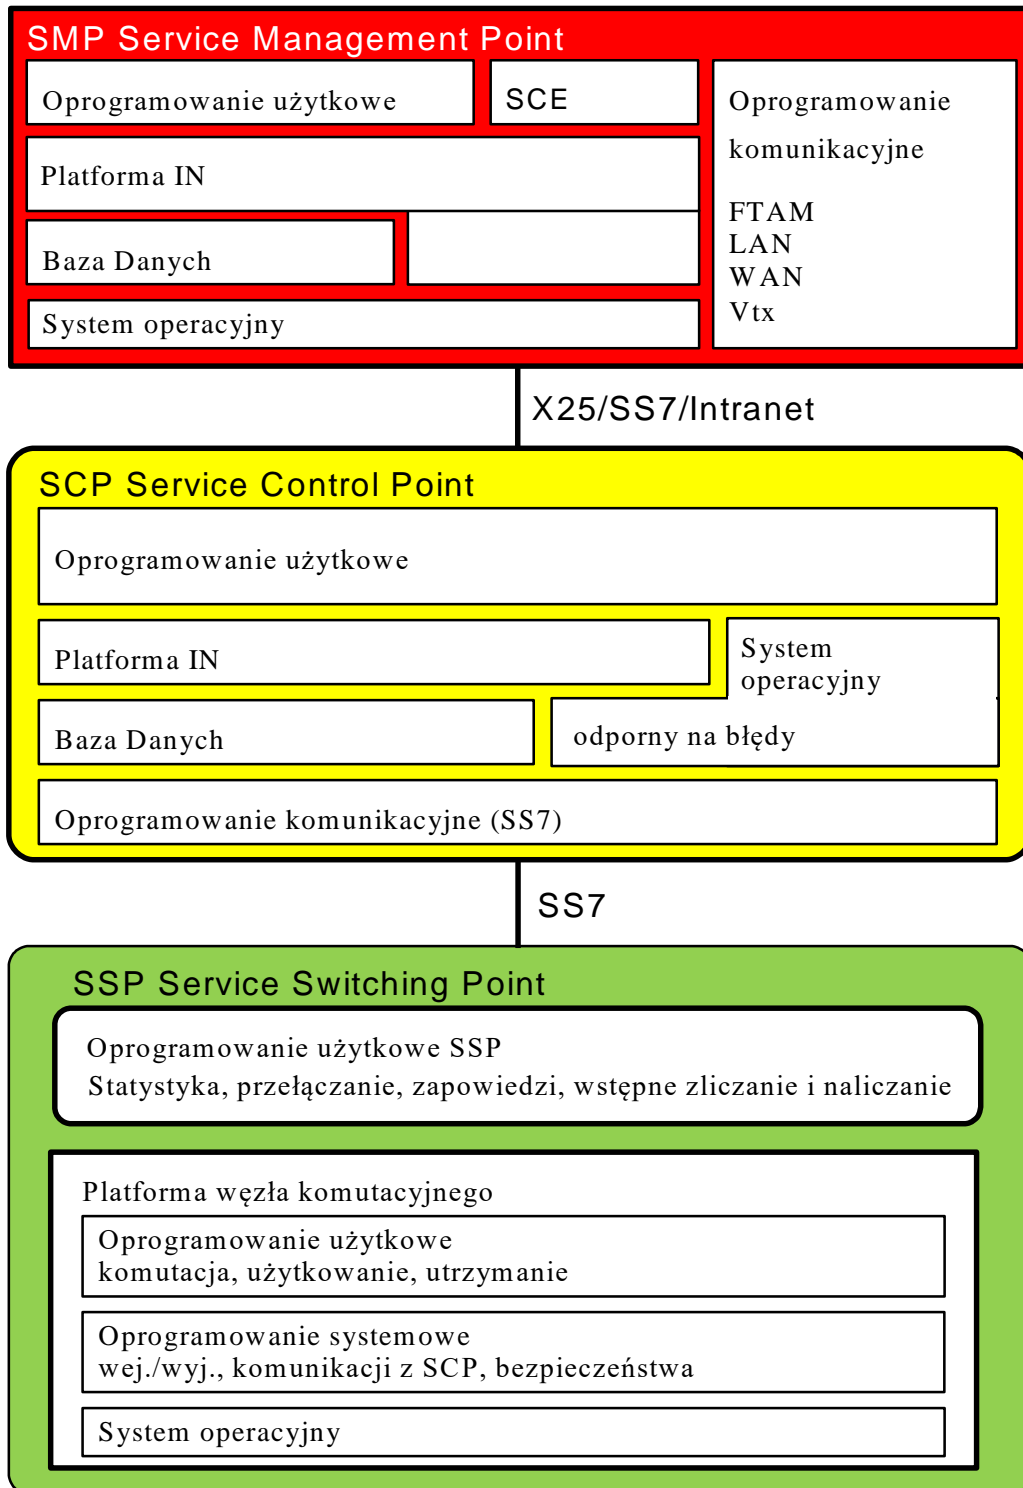 SMP Service Management Point
Oprogramowanie użytkowe
SCE
Platforma IN
Baza Danych
System operacyjny
Oprogramowanie
komunikacyjne
FTAM
LAN
WAN
Vtx
X25/SS7/Intranet
SCP Service Control Point
Oprogramowanie użytkowe
Platforma IN
System
operacyjny
Baza Danych
odporny na błędy
Oprogramowanie komunikacyjne (SS7)
SS7
SSP Service Switching Point
Oprogramowanie użytkowe SSP
Statystyka, przełączanie, zapowiedzi, wstępne zliczanie i naliczanie
Platforma węzła komutacyjnego
Oprogramowanie użytkowe
komutacja, użytkowanie, utrzymanie
Oprogramowanie systemowe
wej./wyj., komunikacji z SCP, bezpieczeństwa
System operacyjny